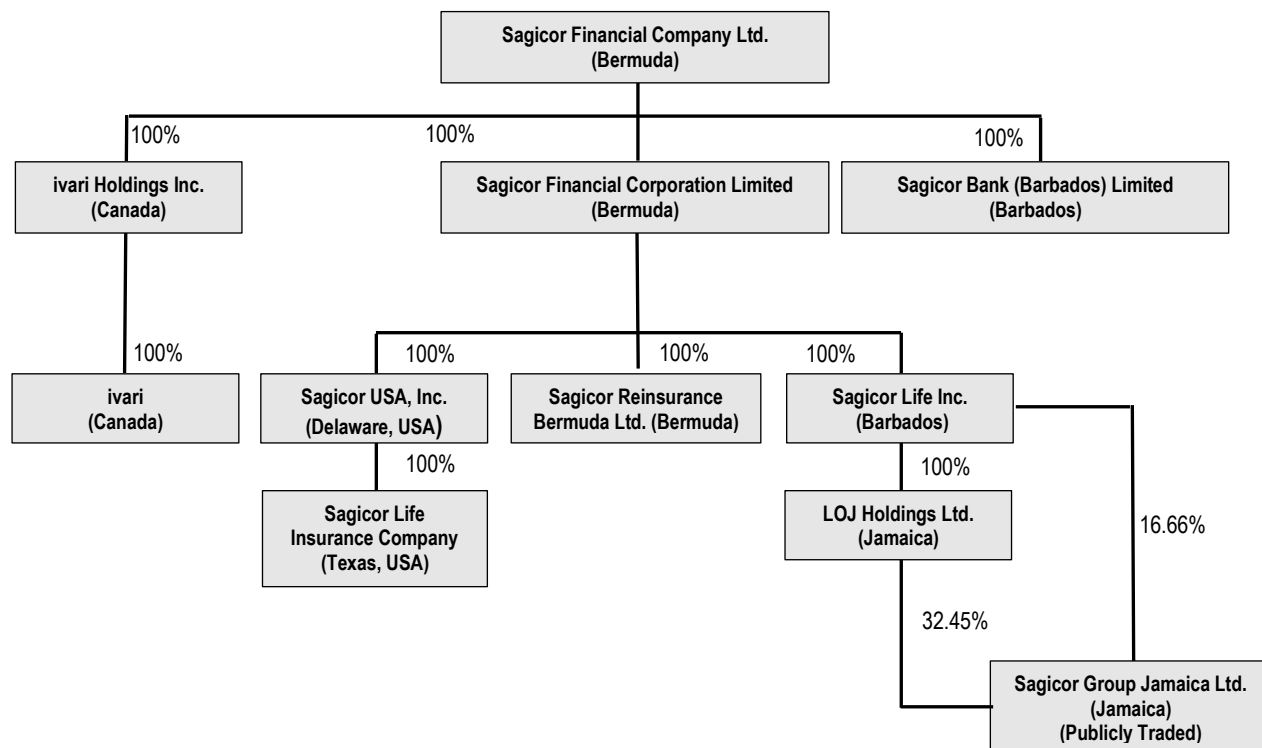 Sagicor Financial Company Ltd.
(Bermuda)
100%
100%
100%
ivari Holdings Inc.
(Canada)
Sagicor Financial Corporation Limited
(Bermuda)
Sagicor Bank (Barbados) Limited
(Barbados)
100%
100%
100%
100%
ivari
(Canada)
Sagicor USA, Inc.
(Delaware, USA)
Sagicor Reinsurance
Bermuda Ltd. (Bermuda)
Sagicor Life Inc.
(Barbados)
100%
100%
Sagicor Life
Insurance Company
(Texas, USA)
LOJ Holdings Ltd.
(Jamaica)
16.66%
32.45%
Sagicor Group Jamaica Ltd.
(Jamaica)
(Publicly Traded)